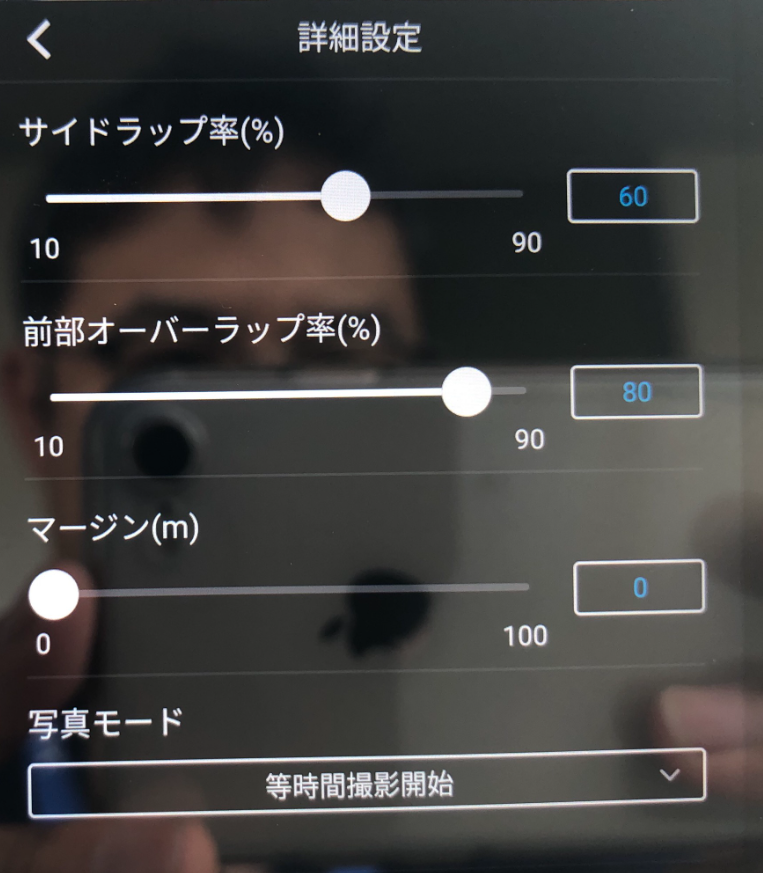 詳細設定
サイドラップ率(%)
60
10 90
前部オーバーラップ率(%)
80
10 90
マージン(m)
0
0 100
写真モード
等時間撮影開始